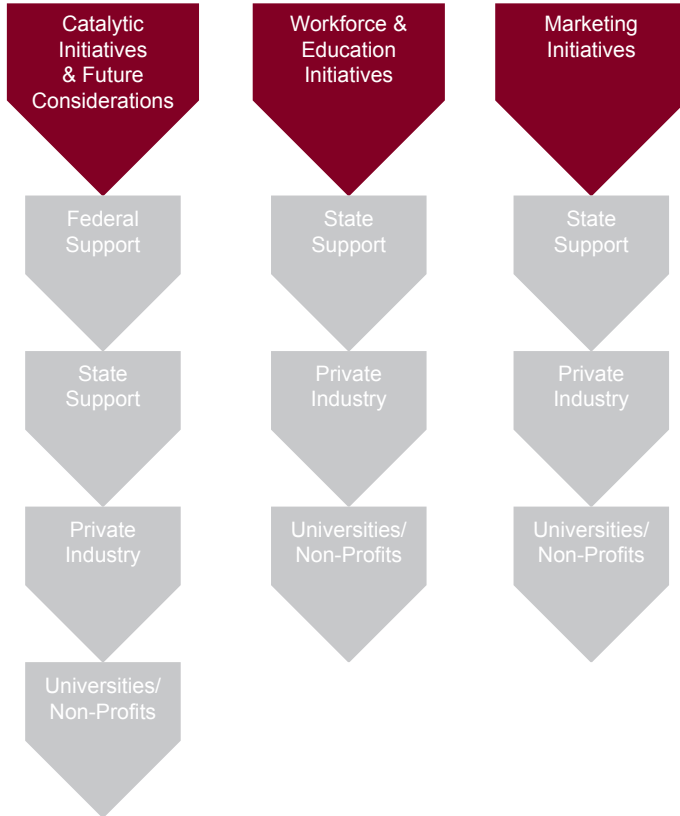 Catalytic
Initiatives
& Future
Considerations
Federal
Support
State
Support
Private
Industry
Universities/
Non-Profits
Workforce &
Education
Initiatives
State
Support
Private
Industry
Universities/
Non-Profits
Marketing
Initiatives
State
Support
Private
Industry
Universities/
Non-Profits